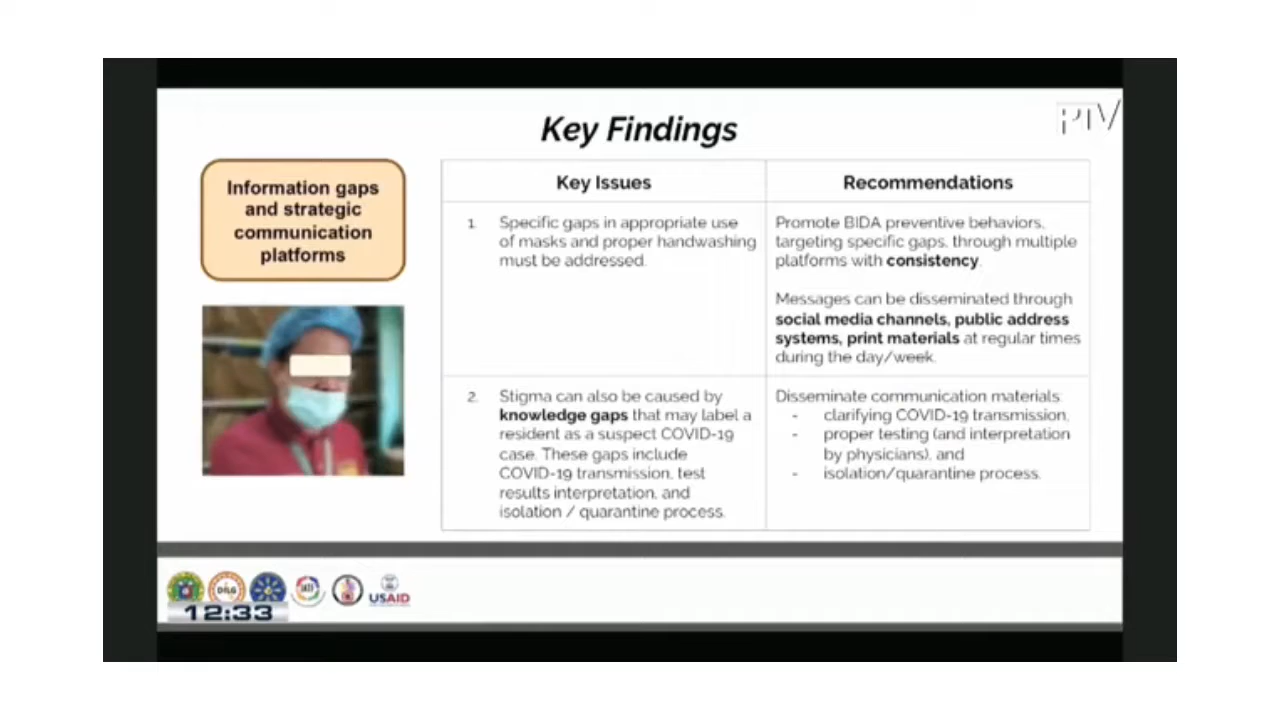 PTV
Key Findings
Information gaps
and strategic
communication
platforms
Key Issues
Recommendations
1. Specific gaps in appropriate use
of masks and proper handwashing
must be addressed.
Promote BIDA preventive behaviors,
targeting specific gaps, through multiple
platforms with consistency.
Messages can be disseminated through
social media channels, public address
systems, print materials at regular times
during the day/week.
2. Stigma can also be caused by
knowledge gaps that may label a
resident as a suspect COVID-19
case. These gaps include
COVID-19 transmission, test
results interpretation, and
isolation / quarantine process.
Disseminate communication materials
- clarifying COVID-19 transmission,
- proper testing (and interpretation
by physicians), and
- isolation/quarantine process.
DILG
USAID
12:33